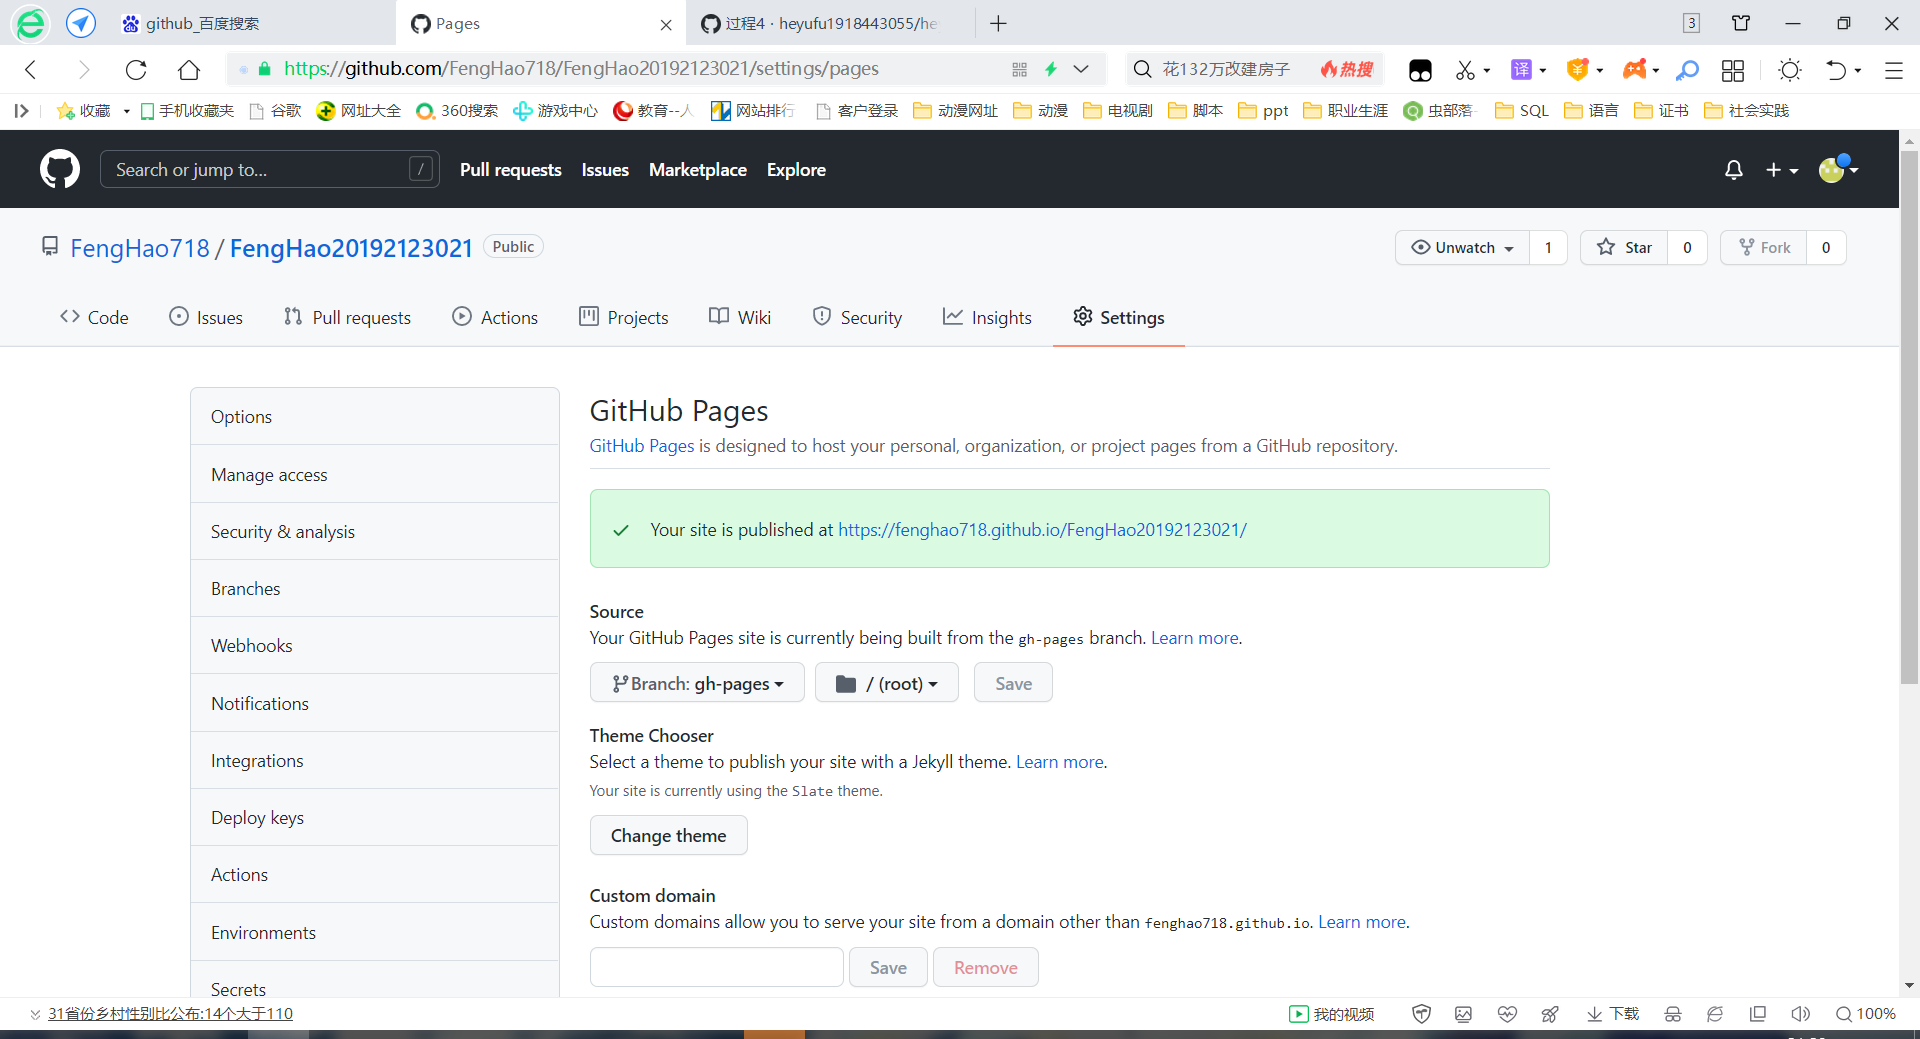 github_百度搜索
Pages
过程4 · heyufu1918443055/he
3
https://github.com/FengHao718/FengHao20192123021/settings/pages
花132万改建房子
热搜
译
收藏
手机收藏夹
谷歌
网址大全
360搜索
游戏中心
教育--人
网站排行
客户登录
动漫网址
动漫
电视剧
脚本
ppt
职业生涯
虫部落-
SQL
语言
证书
社会实践
Search or jump to...
/
Pull requests
Issues
Marketplace
Explore
FengHao718 / FengHao20192123021
Public
Unwatch
1
Star
0
Fork
0
Code
Issues
Pull requests
Actions
Projects
Wiki
Security
Insights
Settings
Options
Manage access
Security & analysis
Branches
Webhooks
Notifications
Integrations
Deploy keys
Actions
Environments
Secrets
GitHub Pages
GitHub Pages is designed to host your personal, organization, or project pages from a GitHub repository.
Your site is published at https://fenghao718.github.io/FengHao20192123021/
Source
Your GitHub Pages site is currently being built from the gh-pages branch. Learn more.
Branch: gh-pages
/ (root)
Save
Theme Chooser
Select a theme to publish your site with a Jekyll theme. Learn more.
Your site is currently using the Slate theme.
Change theme
Custom domain
Custom domains allow you to serve your site from a domain other than fenghao718.github.io. Learn more.
Save
Remove
31省份乡村性别比公布:14个大于110
我的视频
下载
100%